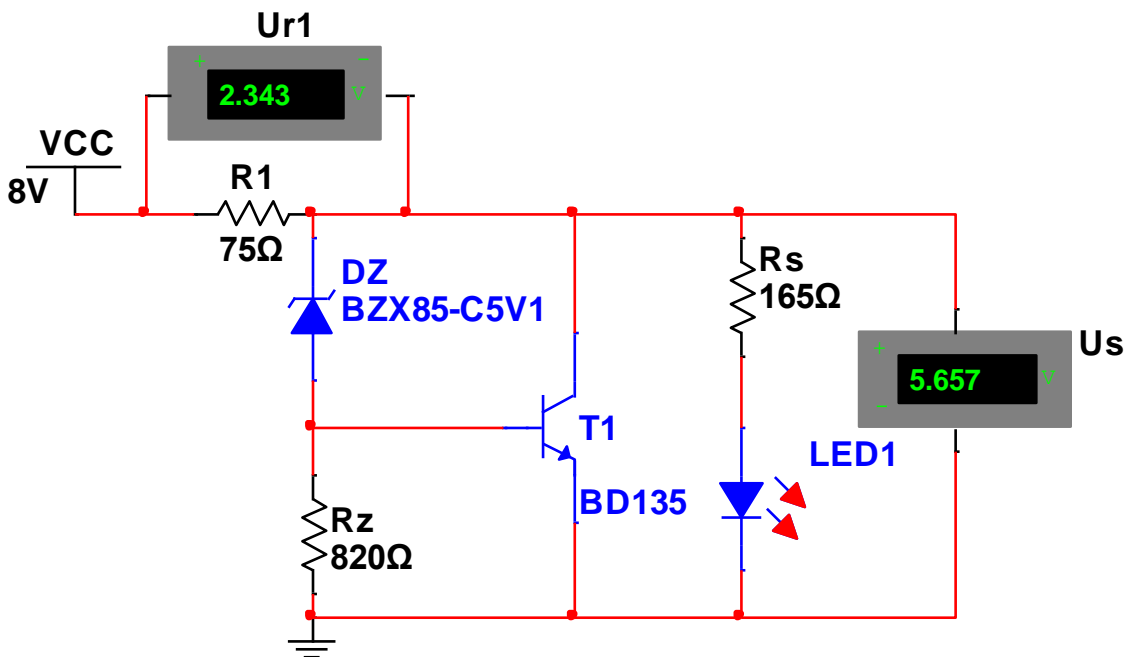 Ur1
+ −
2.343 V
VCC
8V
R1
75Ω
DZ
BZX85-C5V1
Rs
165Ω
Us
+
5.657 V
−
T1
BD135
LED1
Rz
820Ω